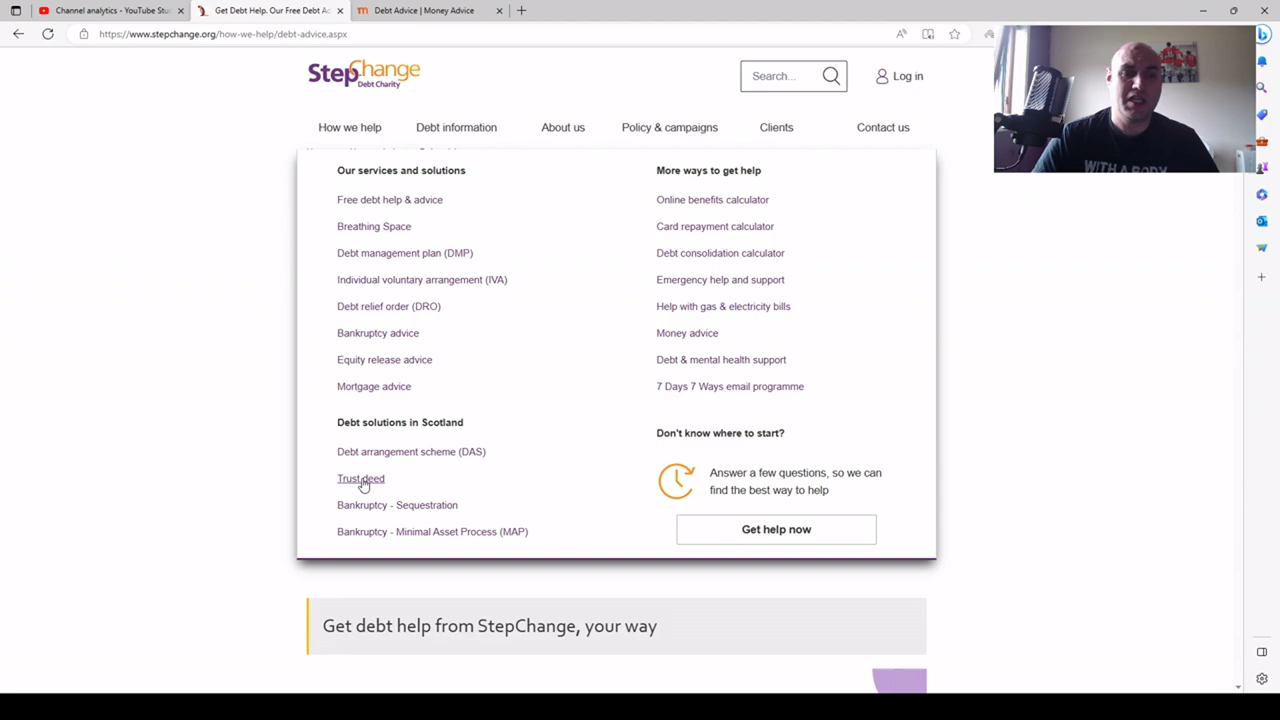 Channel analytics - YouTube Stu
Get Debt Help. Our Free Debt Ac
Debt Advice | Money Advice
https://www.stepchange.org/how-we-help/debt-advice.aspx
StepChange
Debt Charity
Search...
Log in
How we help
Debt information
About us
Policy & campaigns
Clients
Contact us
Our services and solutions
Free debt help & advice
Breathing Space
Debt management plan (DMP)
Individual voluntary arrangement (IVA)
Debt relief order (DRO)
Bankruptcy advice
Equity release advice
Mortgage advice
Debt solutions in Scotland
Debt arrangement scheme (DAS)
Trust deed
Bankruptcy - Sequestration
Bankruptcy - Minimal Asset Process (MAP)
More ways to get help
Online benefits calculator
Card repayment calculator
Debt consolidation calculator
Emergency help and support
Help with gas & electricity bills
Money advice
Debt & mental health support
7 Days 7 Ways email programme
Don't know where to start?
Answer a few questions, so we can
find the best way to help
Get help now
Get debt help from StepChange, your way
WITH A BODY